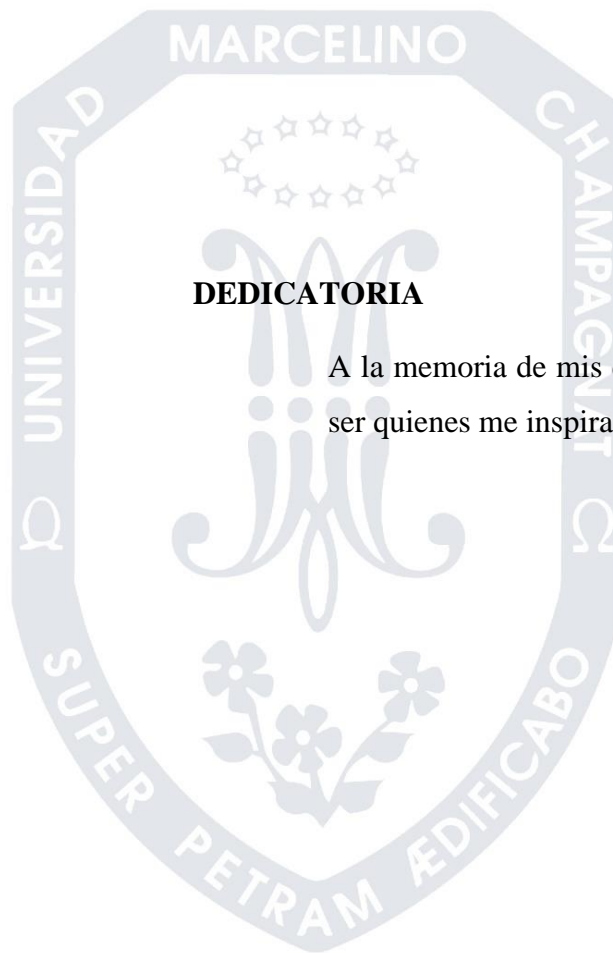 MARCELINO
UNIVERSIDAD
CHAMPAGNAT
DEDICATORIA
A la memoria de mis
ser quienes me inspira
SUPER PETRAM ÆDIFICABO